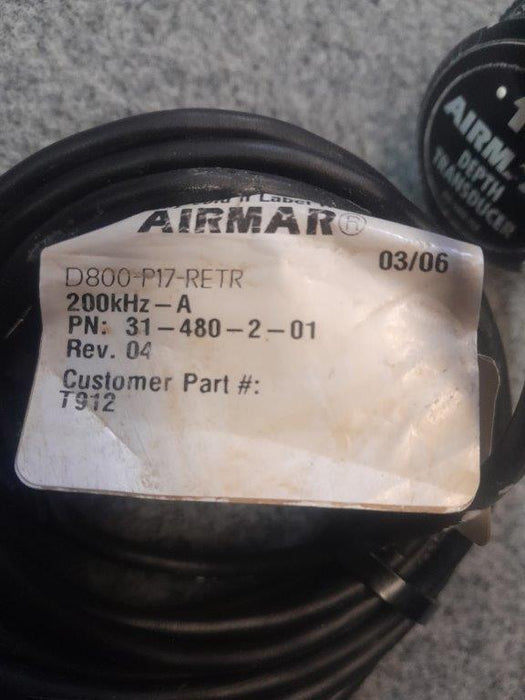 Label
AIRMAR®
03/06
D800-P17-RETR
200kHz-A
PN: 31-480-2-01
Rev. 04
Customer Part #:
T912
AIRM
DEPTH
TRANSDUCER